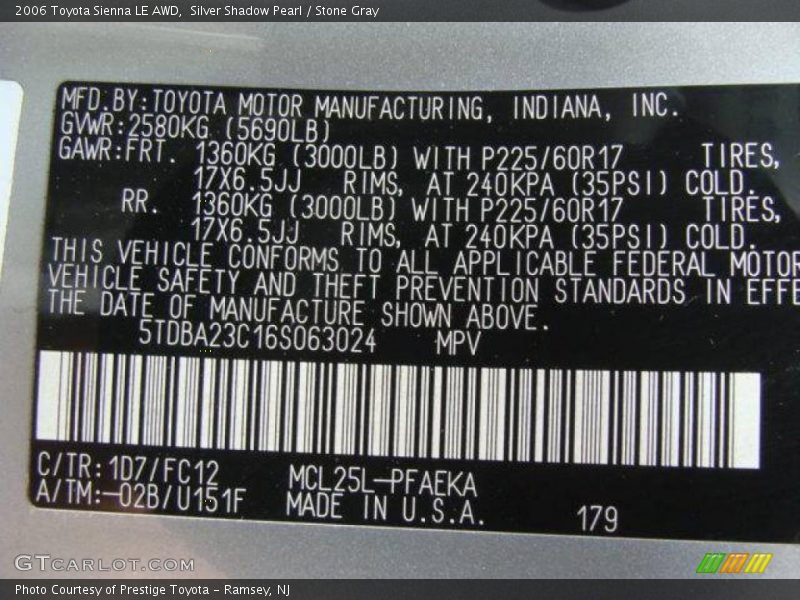 2006 Toyota Sienna LE AWD, Silver Shadow Pearl / Stone Gray
MFD.BY:TOYOTA MOTOR MANUFACTURING, INDIANA, INC.
GVWR:2580KG (5690LB)
GAWR:FRT. 1360KG (3000LB) WITH P225/60R17 TIRES,
17X6.5JJ RIMS, AT 240KPA (35PSI) COLD.
RR. 1360KG (3000LB) WITH P225/60R17 TIRES,
17X6.5JJ RIMS, AT 240KPA (35PSI) COLD.
THIS VEHICLE CONFORMS TO ALL APPLICABLE FEDERAL MOTOR
VEHICLE SAFETY AND THEFT PREVENTION STANDARDS IN EFFE
THE DATE OF MANUFACTURE SHOWN ABOVE.
5TDBA23C16S063024 MPV
C/TR:1D7/FC12 MCL25L-PFAEKA
A/TM:-02B/U151F MADE IN U.S.A. 179
GTCARLOT.COM
Photo Courtesy of Prestige Toyota - Ramsey, NJ